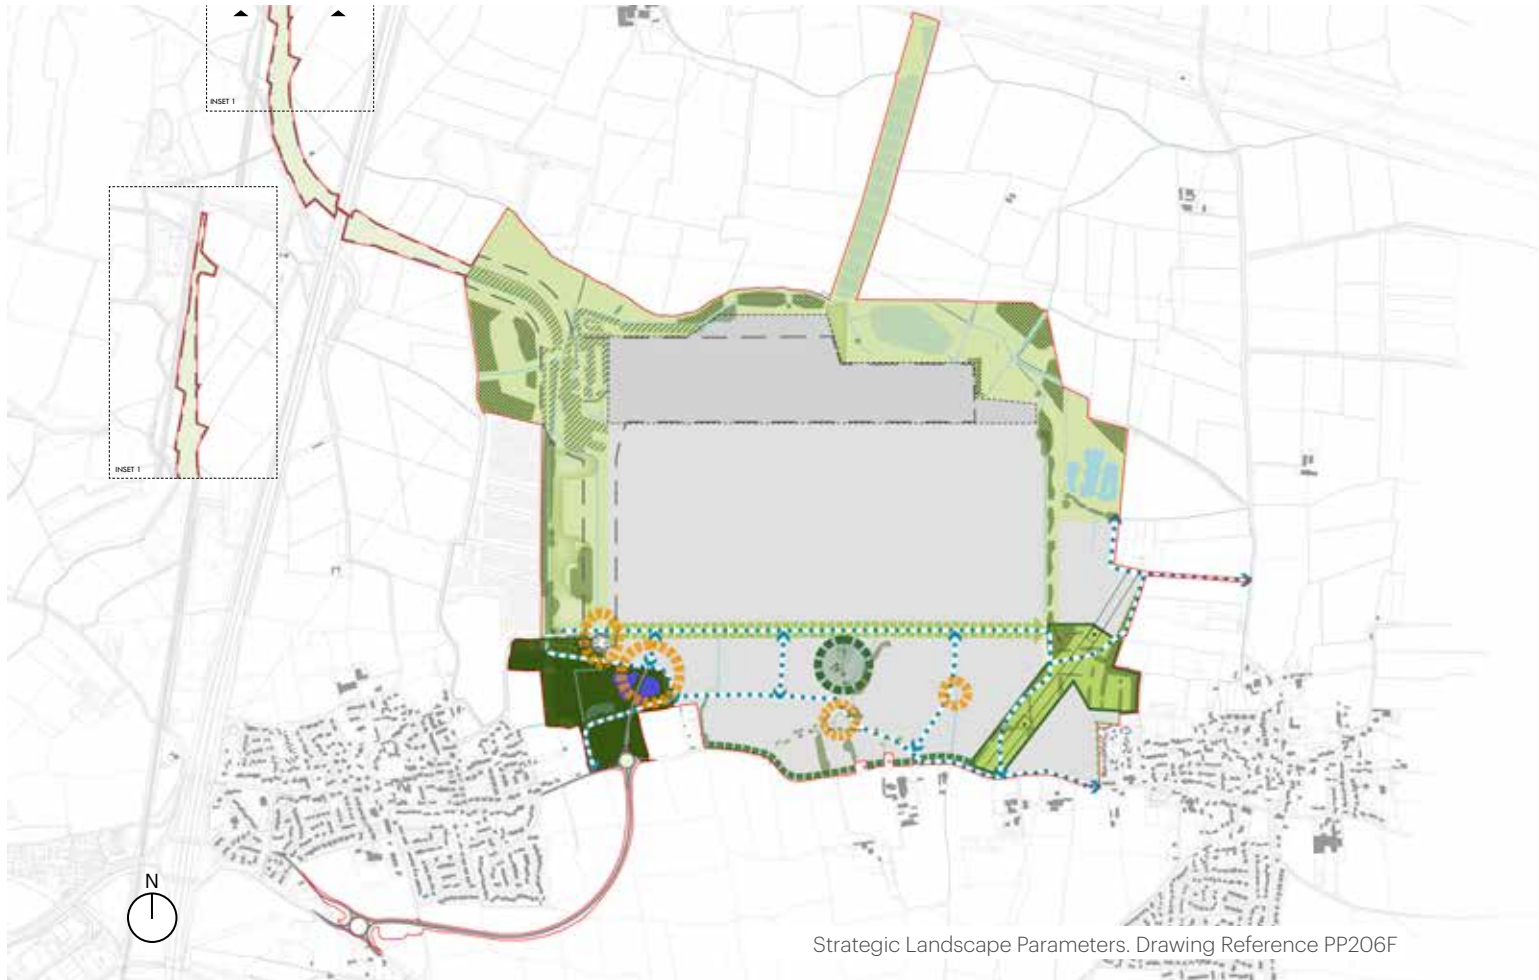 INSET 1
INSET 1
N
Strategic Landscape Parameters. Drawing Reference PP206F